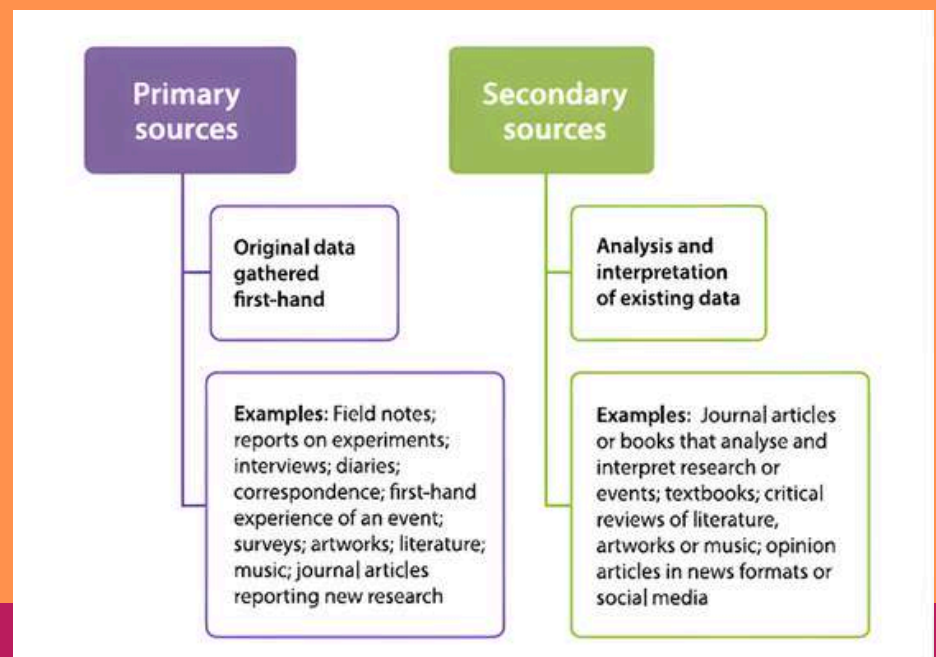 Primary
sources
Original data
gathered
first-hand
Examples: Field notes;
reports on experiments;
interviews; diaries;
correspondence; first-hand
experience of an event;
surveys; artworks; literature;
music; journal articles
reporting new research
Secondary
sources
Analysis and
interpretation
of existing data
Examples: Journal articles
or books that analyse and
interpret research or
events; textbooks; critical
reviews of literature,
artworks or music; opinion
articles in news formats or
social media